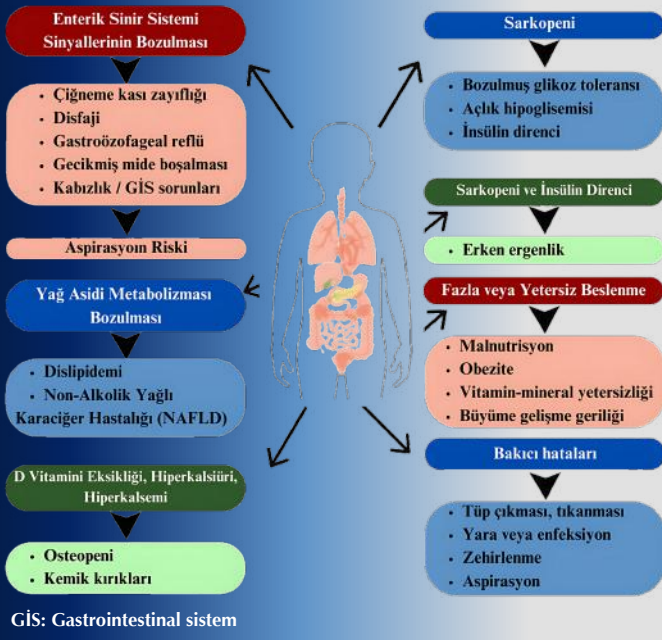 Enterik Sinir Sistemi
Sinyallerinin Bozulması
• Çiğneme kası zayıflığı
• Disfaji
• Gastroözofageal reflü
• Gecikmiş mide boşalması
• Kabızlık / GİS sorunları
Aspirasyoın Riski
Yağ Asidi Metabolizması
Bozulması
• Dislipidemi
• Non-Alkolik Yağlı
Karaciğer Hastalığı (NAFLD)
D Vitamini Eksikliği, Hiperkalsiüri,
Hiperkalsemi
• Osteopeni
• Kemik kırıkları
GİS: Gastrointestinal sistem
Sarkopeni
• Bozulmuş glikoz toleransı
• Açlık hipoglisemisi
• İnsülin direnci
Sarkopeni ve İnsülin Direnci
• Erken ergenlik
Fazla veya Yetersiz Beslenme
• Malnutrisyon
• Obezite
• Vitamin-mineral yetersizliği
• Büyüme gelişme geriliği
Bakıcı hataları
• Tüp çıkması, tıkanması
• Yara veya enfeksiyon
• Zehirlenme
• Aspirasyon